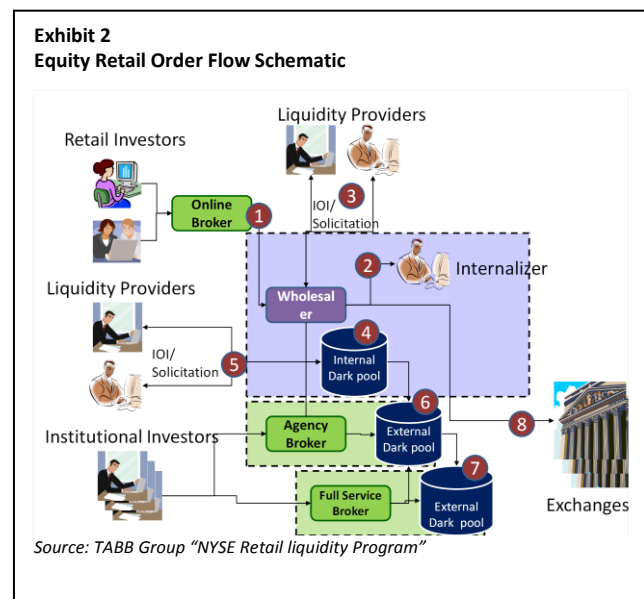 Exhibit 2
Equity Retail Order Flow Schematic
Liquidity Providers
Retail Investors
Online
Broker
1
IOI/
Solicitation
3
2
Internalizer
Liquidity Providers
Wholesal
er
4
IOI/
Solicitation
5
Internal
Dark pool
6
Institutional Investors
Agency
Broker
External
Dark pool
8
7
Full Service
Broker
External
Dark pool
Exchanges
Source: TABB Group “NYSE Retail liquidity Program”